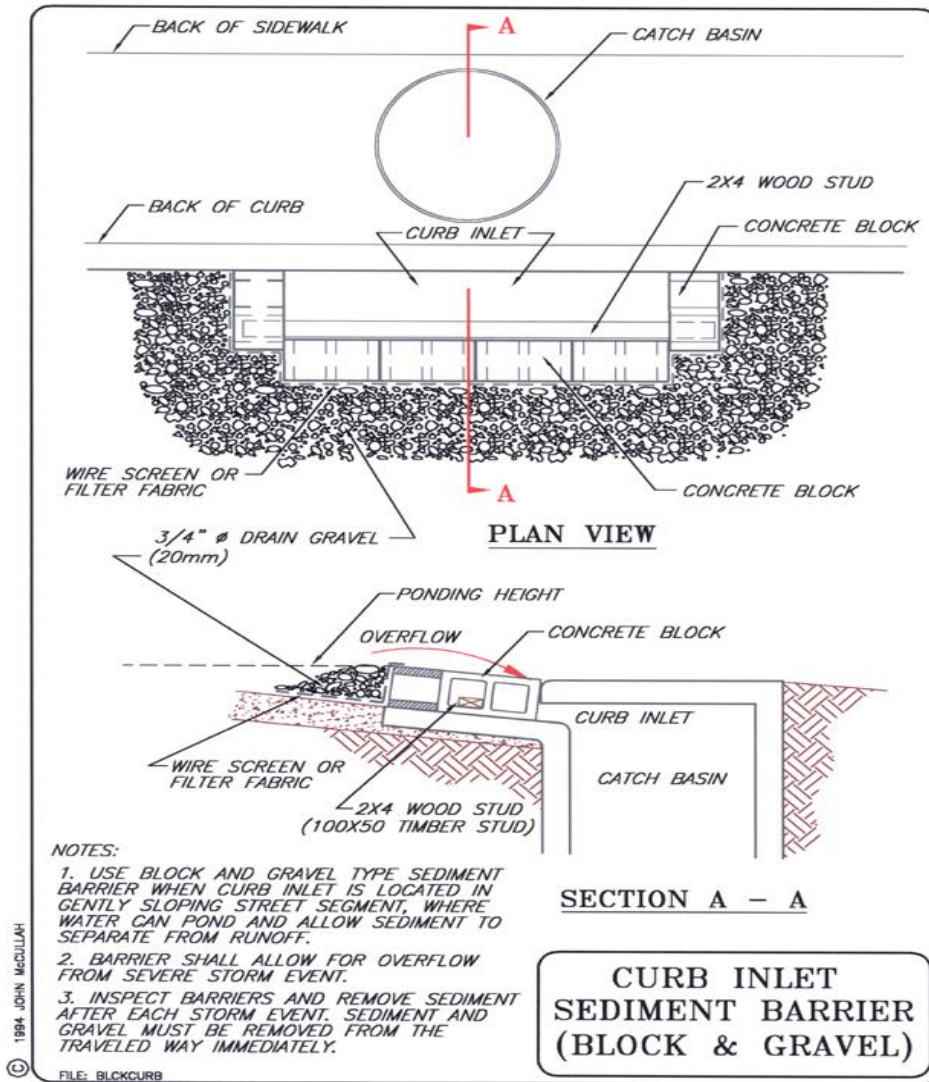 BACK OF SIDEWALK
A
CATCH BASIN
2X4 WOOD STUD
BACK OF CURB
CURB INLET
CONCRETE BLOCK
WIRE SCREEN OR
FILTER FABRIC
A
CONCRETE BLOCK
3/4" ø DRAIN GRAVEL
(20mm)
PLAN VIEW
PONDING HEIGHT
OVERFLOW
CONCRETE BLOCK
CURB INLET
WIRE SCREEN OR
FILTER FABRIC
CATCH BASIN
2X4 WOOD STUD
(100X50 TIMBER STUD)
NOTES:
1. USE BLOCK AND GRAVEL TYPE SEDIMENT
BARRIER WHEN CURB INLET IS LOCATED IN
GENTLY SLOPING STREET SEGMENT, WHERE
WATER CAN POND AND ALLOW SEDIMENT TO
SEPARATE FROM RUNOFF.
2. BARRIER SHALL ALLOW FOR OVERFLOW
FROM SEVERE STORM EVENT.
3. INSPECT BARRIERS AND REMOVE SEDIMENT
AFTER EACH STORM EVENT. SEDIMENT AND
GRAVEL MUST BE REMOVED FROM THE
TRAVELED WAY IMMEDIATELY.
SECTION A – A
CURB INLET
SEDIMENT BARRIER
(BLOCK & GRAVEL)
FILE: BLCKCURB
© 1994 JOHN McCULLAH